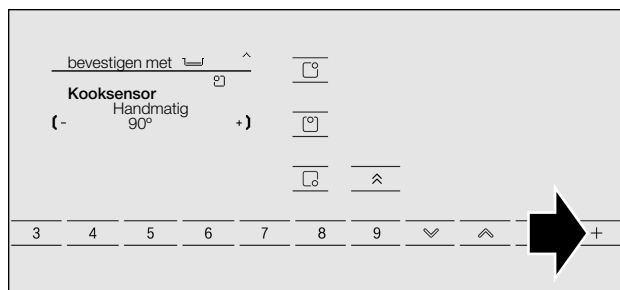 bevestigen met
Kooksensor
Handmatig
- 90° +
3 4 5 6 7 8 9 +